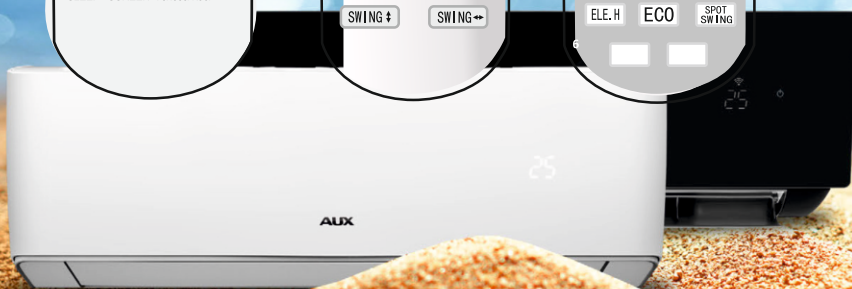 SWING ⬍
SWING ⬌
ELE.H
ECO
SPOT
SWING
6
25
25
AUX